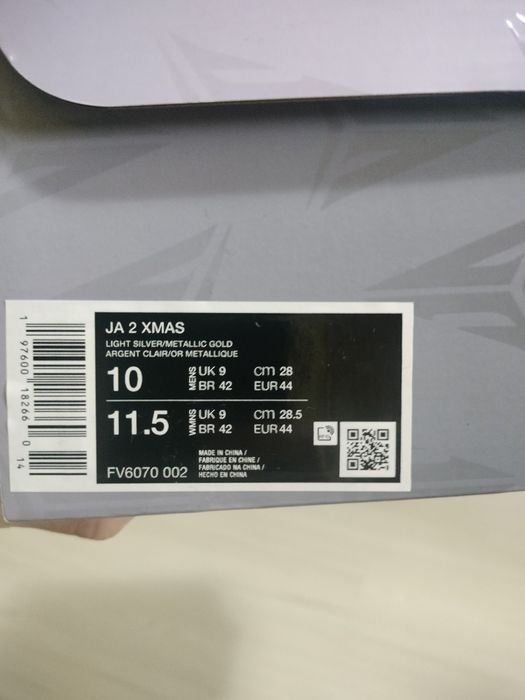 JA 2 XMAS
LIGHT SILVER/METALLIC GOLD
ARGENT CLAIR/OR METALLIQUE
10 MENS UK 9 cm 28
BR 42 EUR 44
11.5 WMNS UK 9 cm 28.5
BR 42 EUR 44
FV6070 002
MADE IN CHINA /
FABRIQUE EN CHINE /
FABRICADO NA CHINA /
HECHO EN CHINA
1 97600 18266 0 14